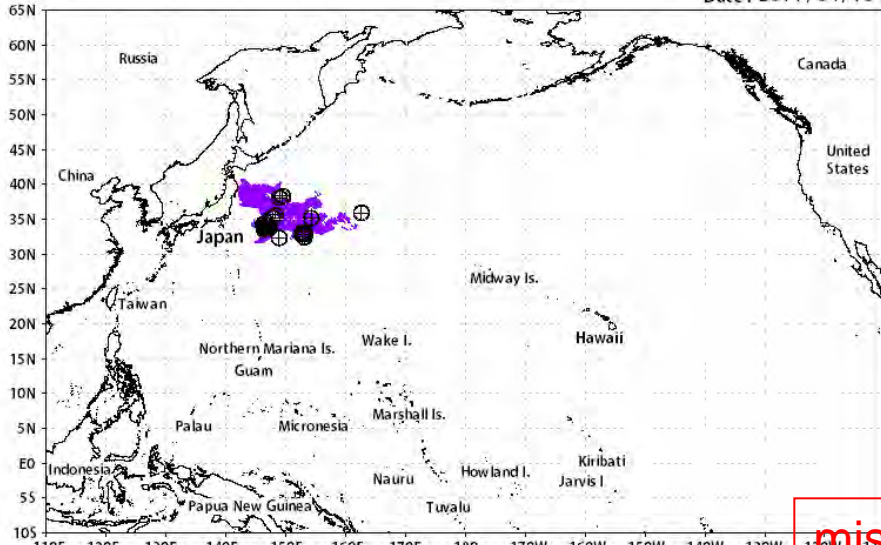 65N
60N
55N
50N
45N
40N
35N
30N
25N
20N
15N
10N
5N
E0
5S
10S
Russia
Canada
China
United
States
Japan
Taiwan
Midway Is.
Northern Mariana Is.
Wake I.
Hawaii
Guam
Palau
Micronesia
Marshall Is.
Indonesia
Nauru
Howland I.
Kiribati
Jarvis I
Papua New Guinea
Tuvalu
mis